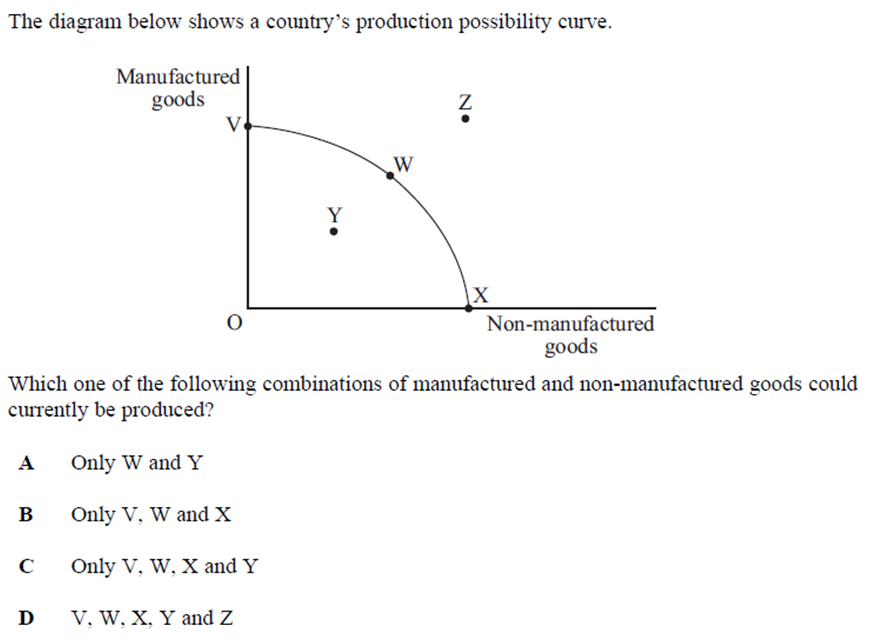 The diagram below shows a country's production possibility curve.
Manufactured
goods
V
Z
W
Y
X
O
Non-manufactured
goods
Which one of the following combinations of manufactured and non-manufactured goods could
currently be produced?
A Only W and Y
B Only V, W and X
C Only V, W, X and Y
D V, W, X, Y and Z